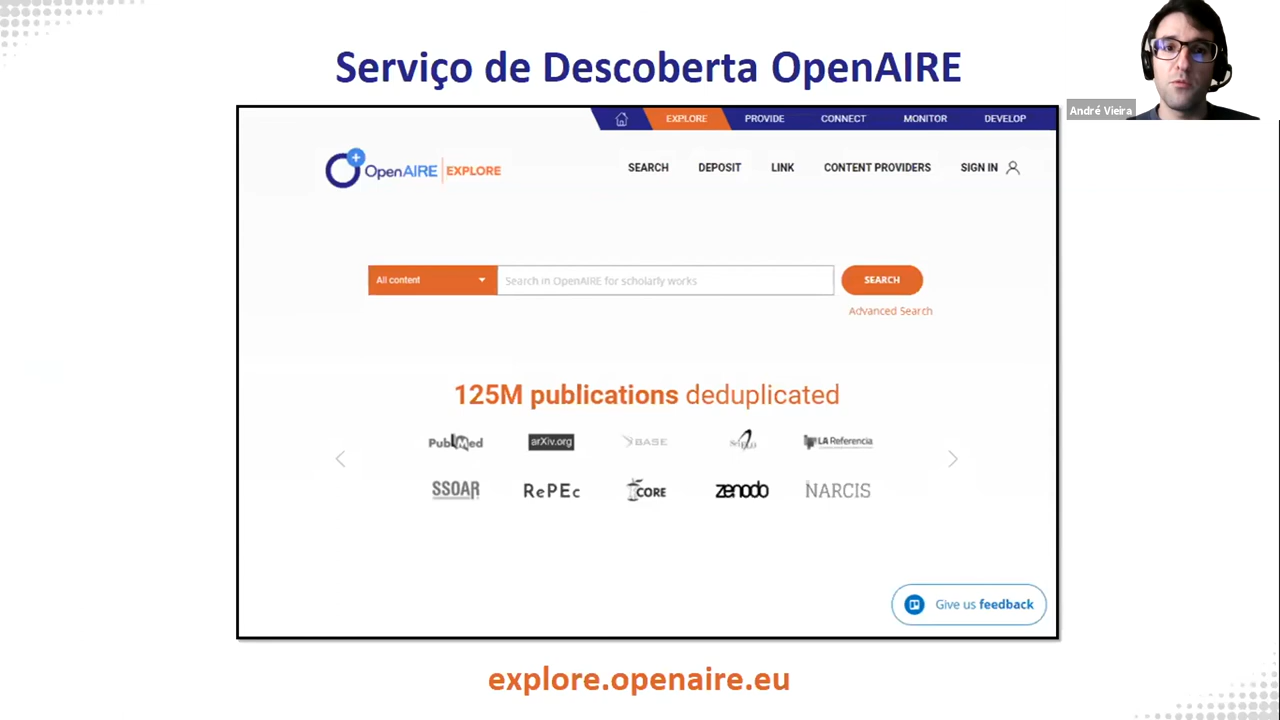 Serviço de Descoberta OpenAIRE
André Vieira
EXPLORE PROVIDE CONNECT MONITOR DEVELOP
OpenAIRE EXPLORE
SEARCH DEPOSIT LINK CONTENT PROVIDERS SIGN IN
All content
Search in OpenAIRE for scholarly works
SEARCH
Advanced Search
125M publications deduplicated
PubMed arXiv.org BASE SciELO LA Referencia
SSOAR RePEc CORE zenodo NARCIS
Give us feedback
explore.openaire.eu